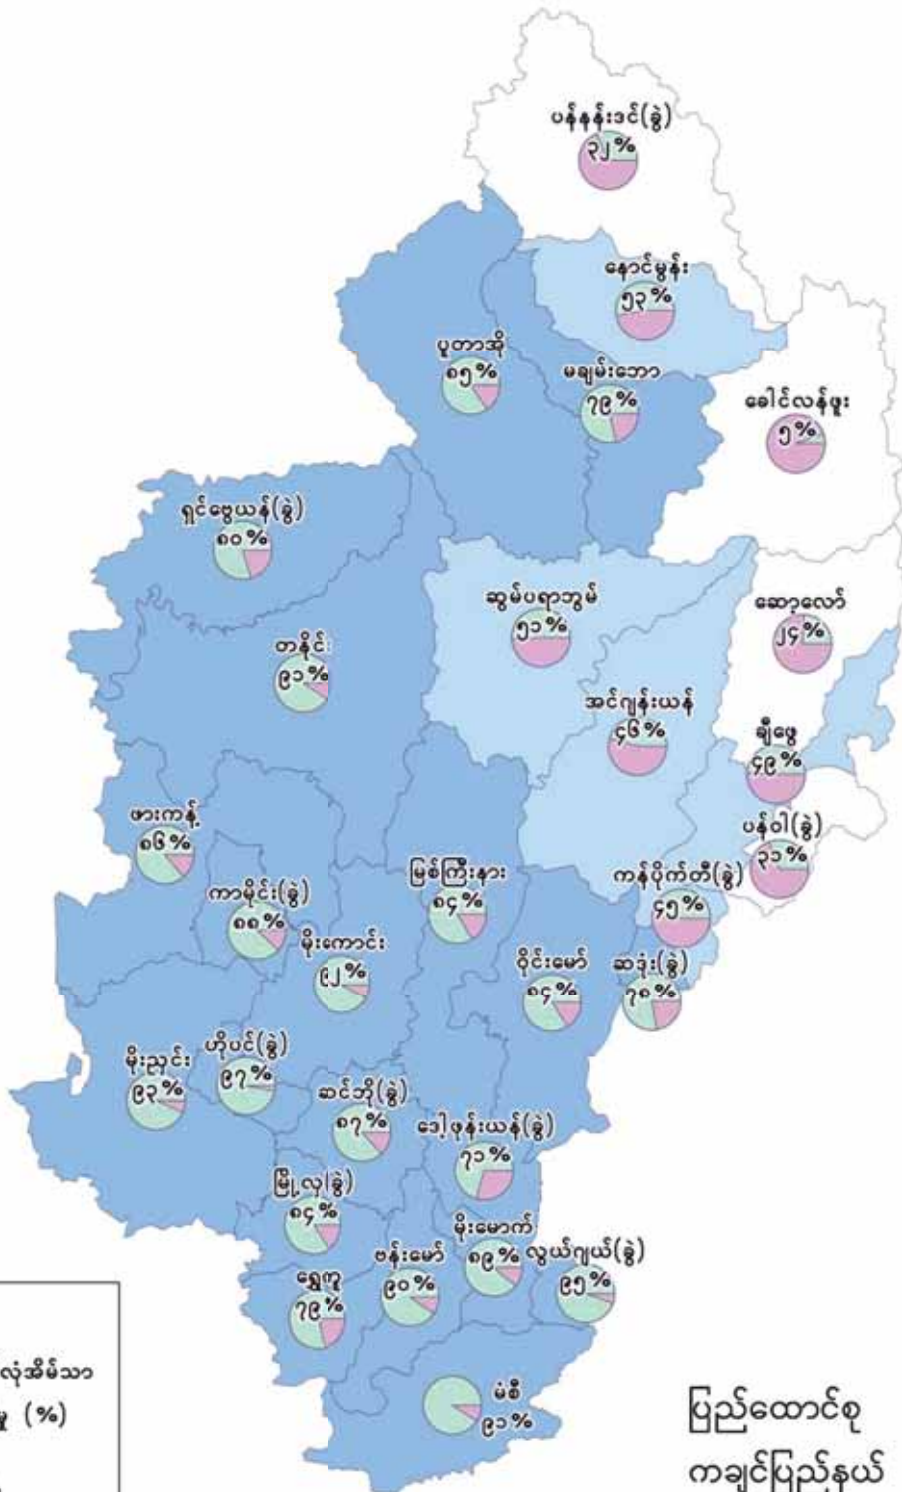 ပန်နန်းဒင်(ခွဲ)
၃၂%
နောင်မွန်း
၅၃%
ပူတာအို
၈၅%
မချမ်းဘော
၇၉%
ခေါင်လန်ဖူး
၅%
ရှင်ဗွေယန်(ခွဲ)
၈၀%
ဆွမ်ပရာဘွမ်
၅၁%
ဆော့လော်
၂၄%
တနိုင်း
၉၁%
အင်ဂျန်းယန်
၄၆%
ချီဖွေ
၄၉%
ဖားကန့်
၈၆%
ပန်ဝါ(ခွဲ)
၃၁%
မြစ်ကြီးနား
၈၄%
ကန်ပိုက်တီ(ခွဲ)
၄၅%
ကာမိုင်း(ခွဲ)
၈၈%
မိုးကောင်း
၉၂%
ဝိုင်းမော်
၈၄%
ဆဒုံး(ခွဲ)
၇၈%
မိုးညှင်း
၉၃%
ဟိုပင်(ခွဲ)
၉၇%
ဆင်ဘို(ခွဲ)
၈၇%
ဒေါ့ဖုန်းယန်(ခွဲ)
၇၁%
မြို့လှ(ခွဲ)
၈၄%
မိုးမောက်
၈၉%
လွယ်ဂျယ်(ခွဲ)
၉၅%
ဗန်းမော်
၉၀%
ရွှေကူ
၇၉%
မံစီ
၉၁%
လုံအိမ်သာ
(%)
ပြည်ထောင်စု
ကချင်ပြည်နယ်